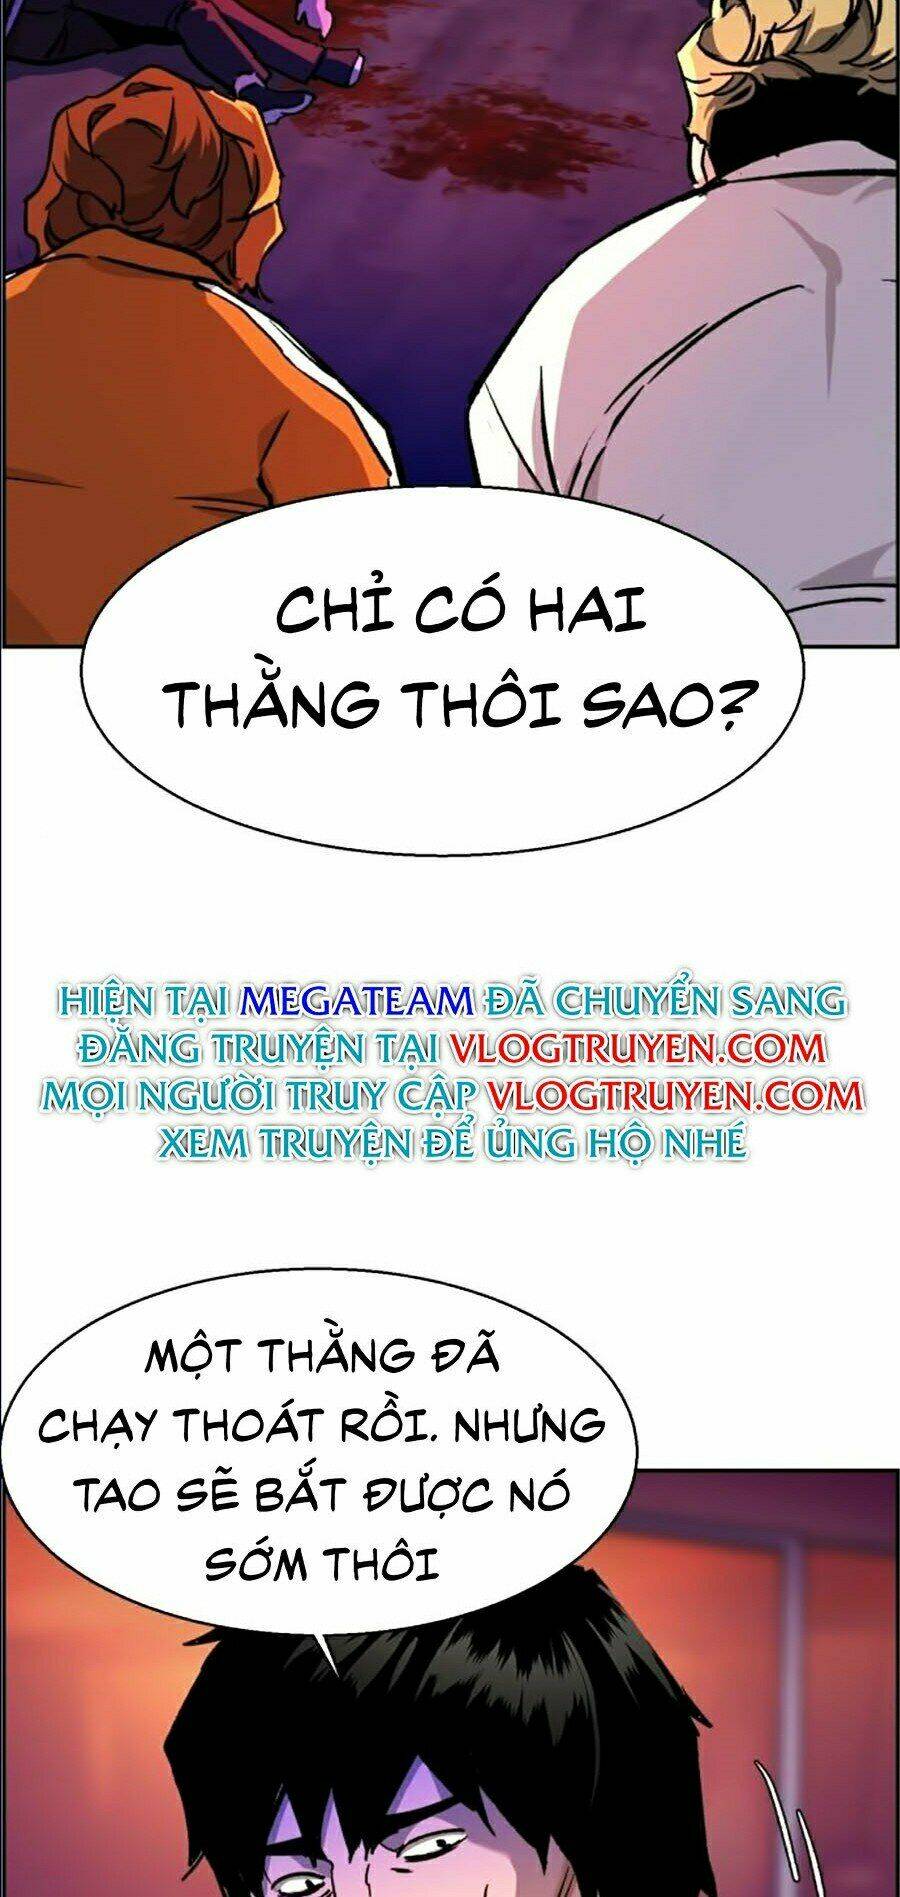 CHỈ CÓ HAI
THẰNG THÔI SAO?
HIỆN TẠI MEGATEAM ĐÃ CHUYỂN SANG
ĐĂNG TRUYỆN TẠI VLOGTRUYEN.COM
MỌI NGƯỜI TRUY CẬP VLOGTRUYEN.COM
XEM TRUYỆN ĐỂ ỦNG HỘ NHÉ
MỘT THẰNG ĐÃ
CHẠY THOÁT RỒI. NHƯNG
TAO SẼ BẮT ĐƯỢC NÓ
SỚM THÔI